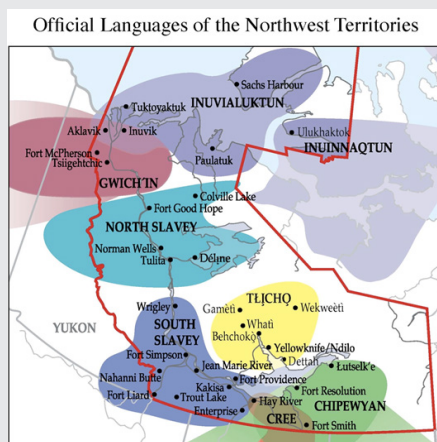 Official Languages of the Northwest Territories
Sachs Harbour
Tuktoyaktuk
INUVIALUKTUN
Aklavik
Inuvik
Ulukhaktok
INUINNAQTUN
Fort McPherson
Tsiigehtchic
Paulatuk
GWICH'IN
Colville Lake
Fort Good Hope
NORTH SLAVEY
Norman Wells
Tulita
Délı̨nę
TŁĮCHǪ
Wrigley
Gamètì
Wekweètì
YUKON
SOUTH
SLAVEY
Whatì
Behchokǫ̀
Yellowknife/Ndilo
Fort Simpson
Dettah
Jean Marie River
Łutselk'e
Nahanni Butte
Fort Providence
Kakisa
Fort Resolution
Fort Liard
Trout Lake
Hay River
CHIPEWYAN
Enterprise
CREE
Fort Smith